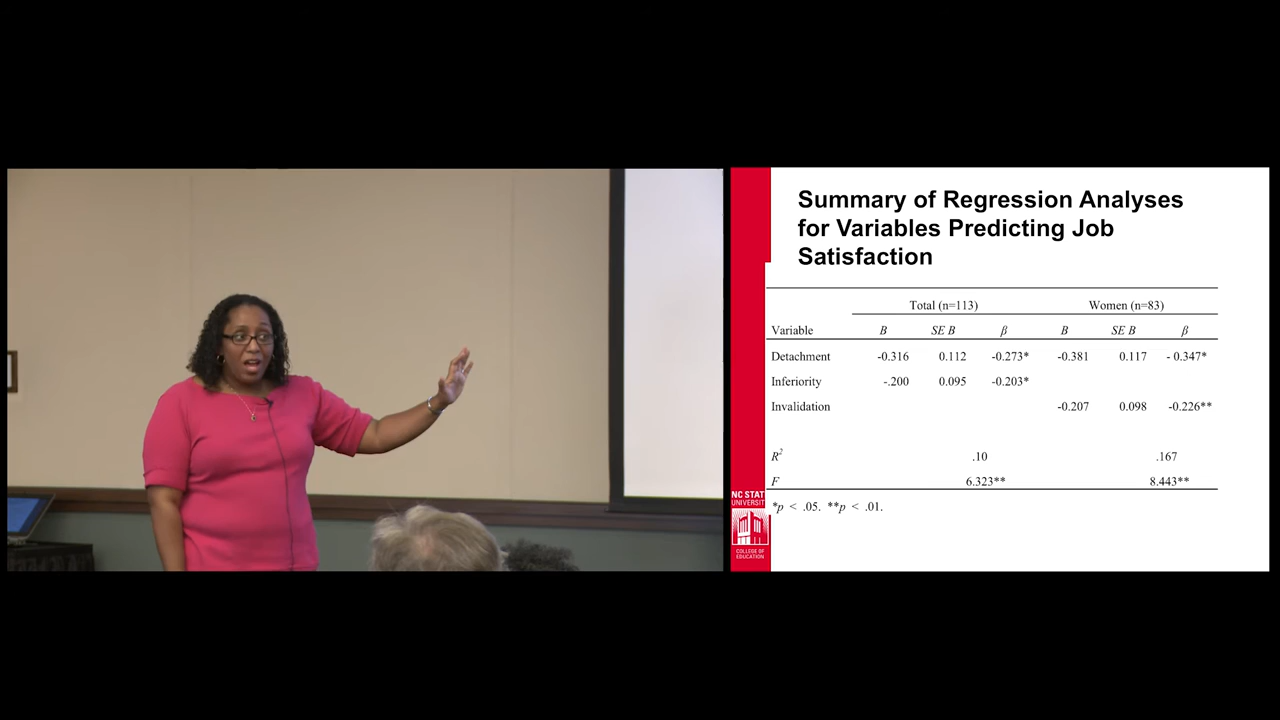 Summary of Regression Analyses
for Variables Predicting Job
Satisfaction
Total (n=113) Women (n=83)
Variable B SE B β B SE B β
Detachment -0.316 0.112 -0.273* -0.381 0.117 - 0.347*
Inferiority -.200 0.095 -0.203*
Invalidation -0.207 0.098 -0.226**
R² .10 .167
F 6.323** 8.443**
*p < .05. **p < .01.
NC STAT
UNIVERSIT
COLLEGE OF
EDUCATION